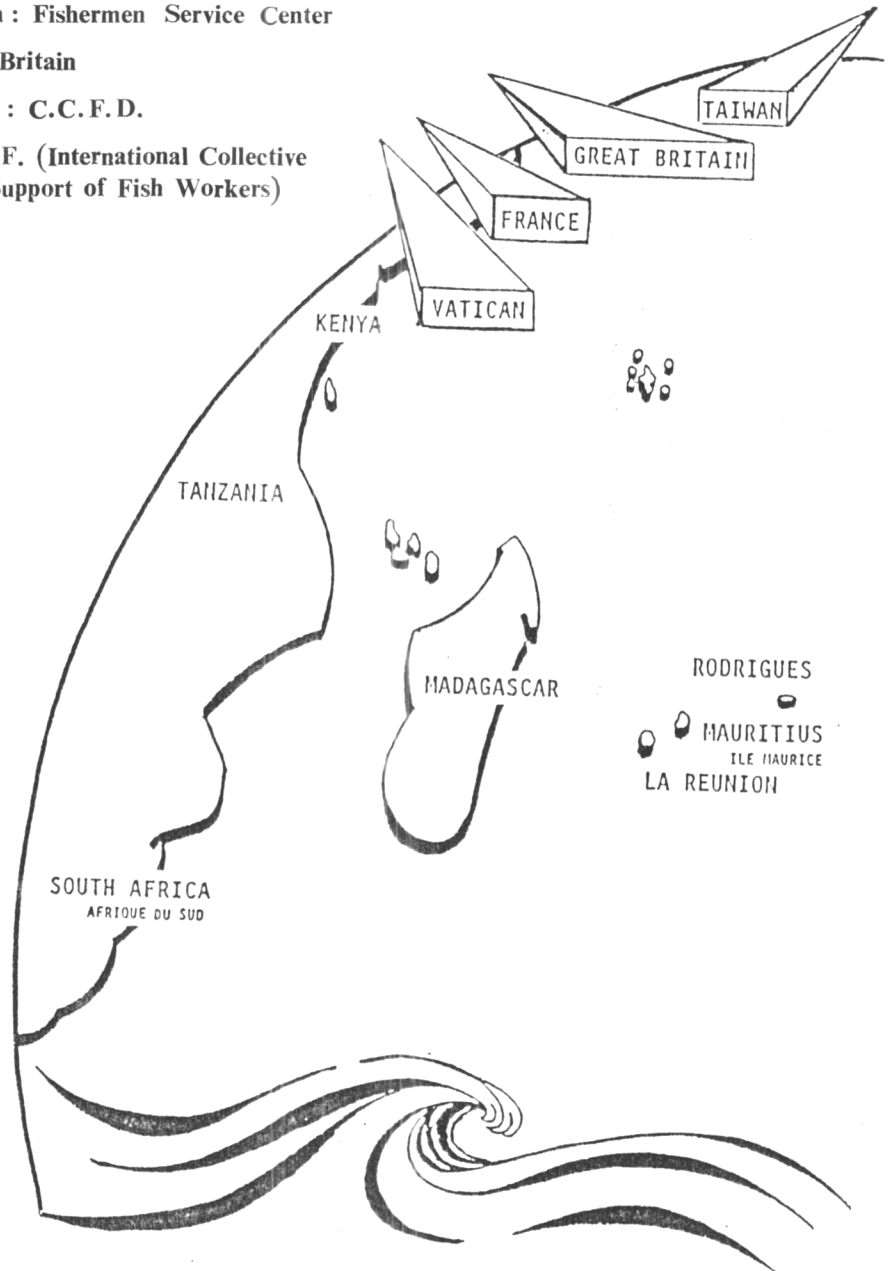 : Fishermen Service Center
Britain
: C.C.F.D.
F. (International Collective
Support of Fish Workers)
TAIWAN
GREAT BRITAIN
FRANCE
VATICAN
KENYA
TANZANIA
MADAGASCAR
RODRIGUES
MAURITIUS
ILE MAURICE
LA REUNION
SOUTH AFRICA
AFRIQUE DU SUD